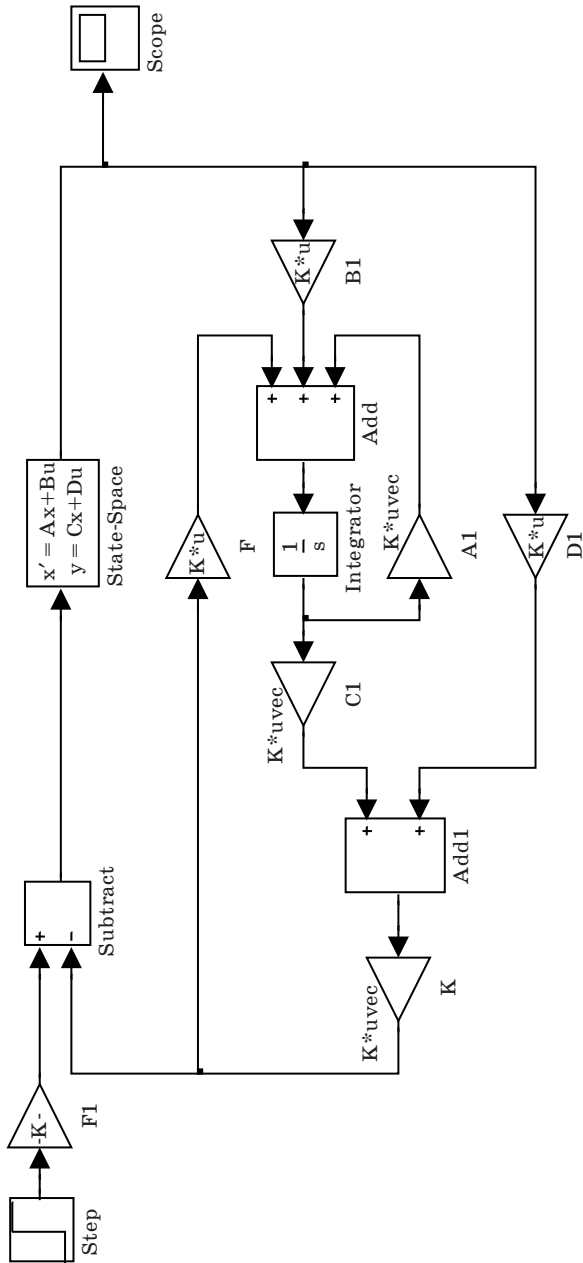 Step
-K-
F1
+
−
Subtract
x′ = Ax+Bu
y = Cx+Du
State-Space
Scope
K*u
F
K*u
B1
+
+
+
Add
1
s
Integrator
K*uvec
A1
K*uvec
C1
K*u
D1
+
+
Add1
K*uvec
K